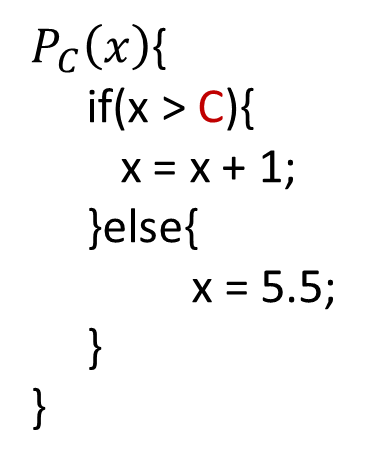 P_C(x){
if(x > C){
x = x + 1;
}else{
x = 5.5;
}
}